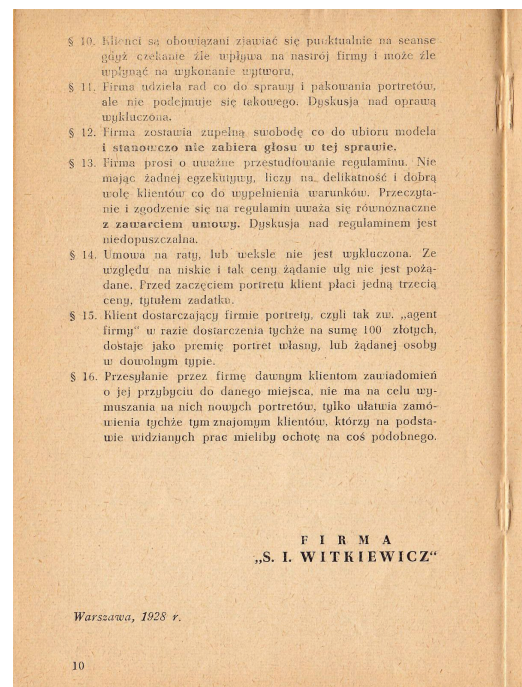 § 10. Klienci są obowiązani zjawiać się punktualnie na seanse
gdyż czekanie źle wpływa na nastrój firmy i może źle
wpłynąć na wykonanie wytworu.
§ 11. Firma udziela rad co do sprawy i pakowania portretów,
ale nie podejmuje się takowego. Dyskusja nad oprawą
wykluczona.
§ 12. Firma zostawia zupełną swobodę co do ubioru modela
i stanowczo nie zabiera głosu w tej sprawie.
§ 13. Firma prosi o uważne przestudiowanie regulaminu. Nie
mając żadnej egzekutywy, liczy na delikatność i dobrą
wolę klientów co do wypełnienia warunków. Przeczyta-
nie i zgodzenie się na regulamin uważa się równoznaczne
z zawarciem umowy. Dyskusja nad regulaminem jest
niedopuszczalna.
§ 14. Umowa na raty, lub weksle nie jest wykluczona. Ze
względu na niskie i tak ceny żądanie ulg nie jest pożą-
dane. Przed zaczęciem portretu klient płaci jedną trzecią
ceny, tytułem zadatku.
§ 15. Klient dostarczający firmie portrety, czyli tak zw. „agent
firmy“ w razie dostarczenia tychże na sumę 100 złotych,
dostaje jako premię portret własny, lub żądanej osoby
w dowolnym typie.
§ 16. Przesyłanie przez firmę dawnym klientom zawiadomień
o jej przybyciu do danego miejsca, nie ma na celu wy-
muszania na nich nowych portretów, tylko ułatwia zamó-
wienia tychże tym znajomym klientów, którzy na podsta-
wie widzianych prac mieliby ochotę na coś podobnego.
FIRMA
„S. I. WITKIEWICZ“
Warszawa, 1928 r.
10